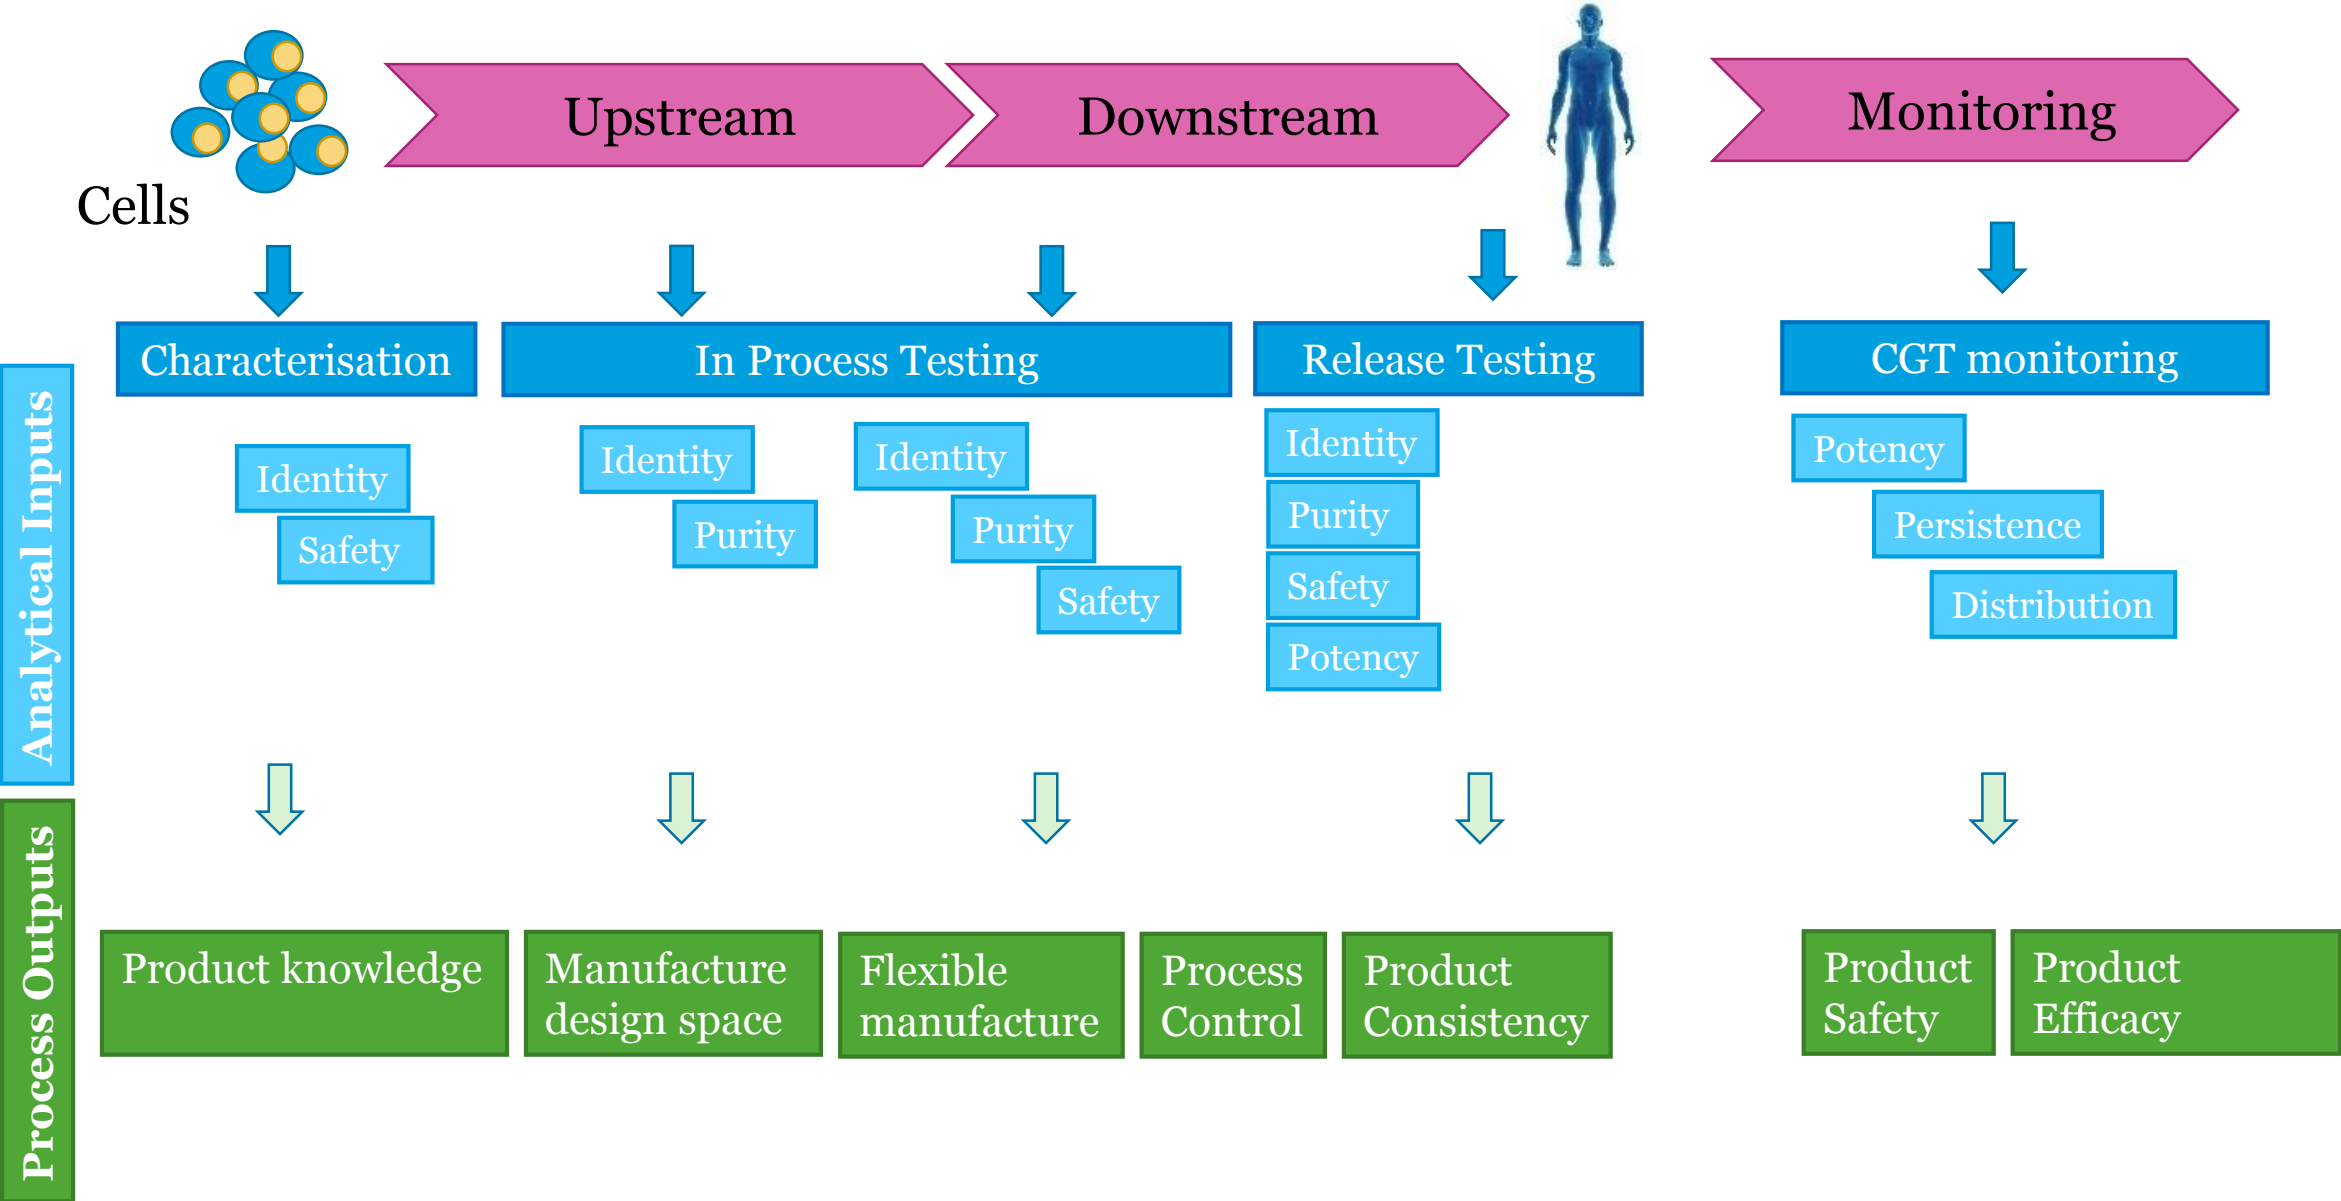 Cells
Upstream
Downstream
Monitoring
Analytical Inputs
Characterisation
In Process Testing
Release Testing
CGT monitoring
Identity
Safety
Identity
Purity
Identity
Purity
Safety
Identity
Purity
Safety
Potency
Potency
Persistence
Distribution
Process Outputs
Product knowledge
Manufacture
design space
Flexible
manufacture
Process
Control
Product
Consistency
Product
Safety
Product
Efficacy